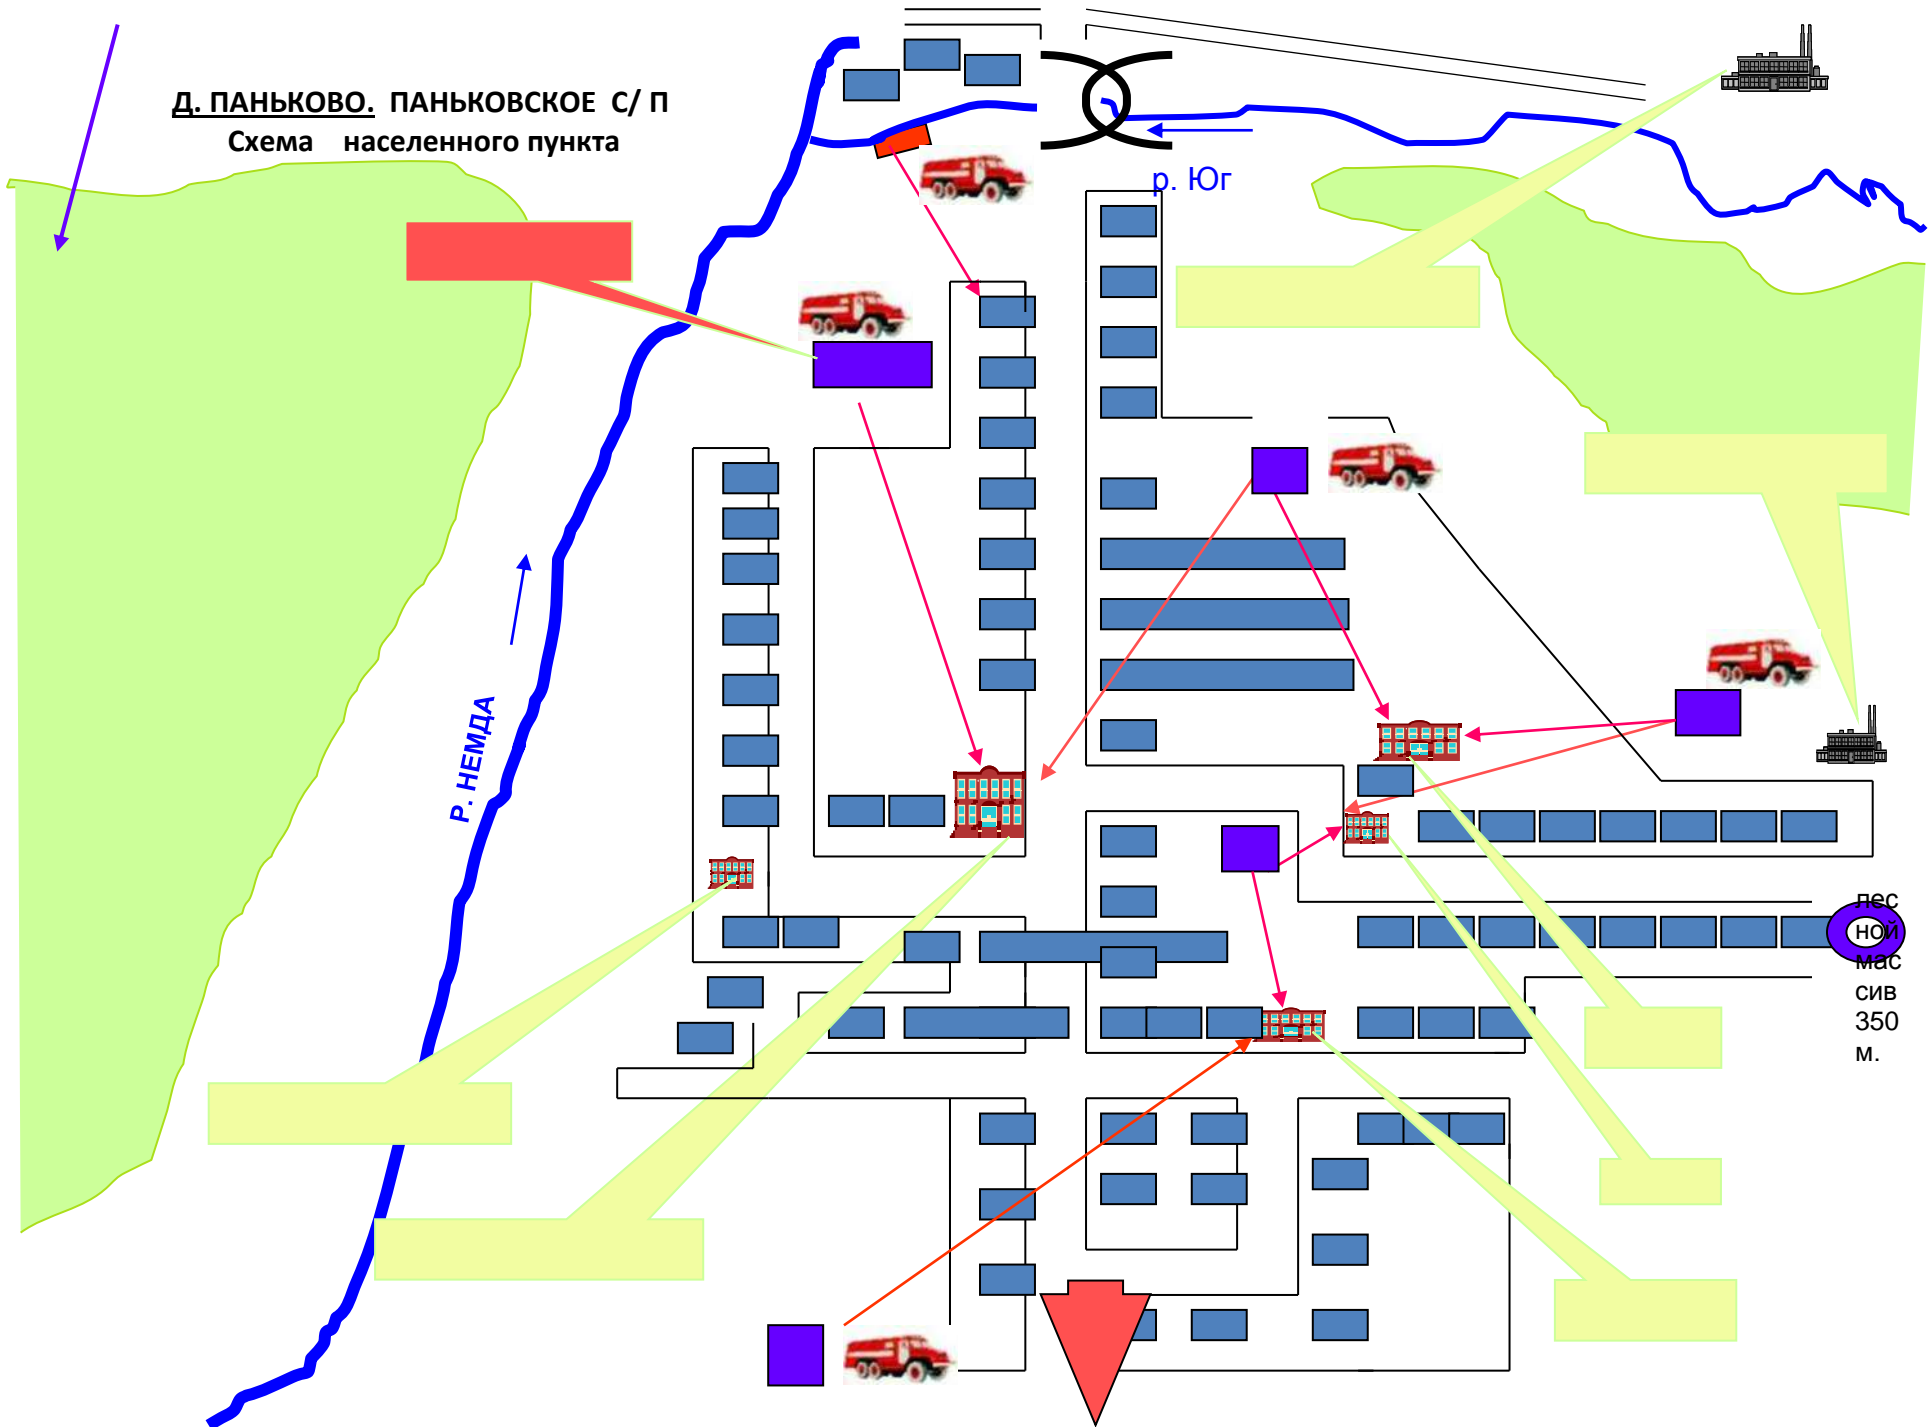 Д. ПАНЬКОВО.  ПАНЬКОВСКОЕ  С/ П
Схема    населенного пункта
р. Юг
Р. НЕМДА
лес
ной
мас
сив
350
м.